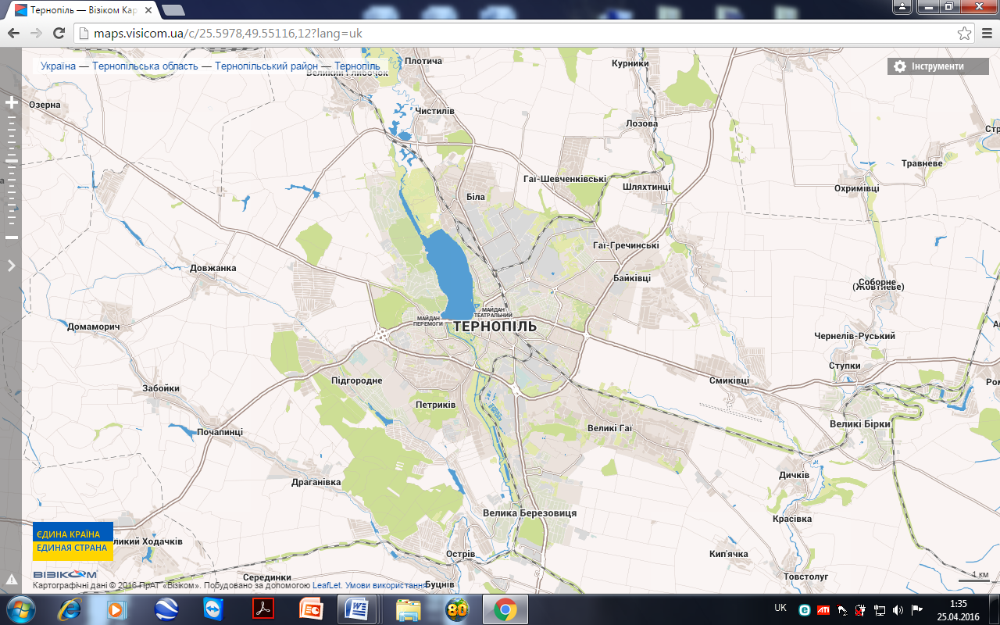 Тернопіль — Візіком Кар
maps.visicom.ua/c/25.5978,49.55116,12?lang=uk
Україна — Тернопільська область — Тернопільський район — Тернопіль
Інструменти
Плотича
Курники
Великий Глибочок
Озерна
Чистилів
Лозова
Травневе
Гаї-Шевченківські
Шляхтинці
Охримівці
Біла
Гаї-Гречинські
Довжанка
Байківці
Соборне
(Жовтневе)
МАЙДАН
ТЕАТРАЛЬНИЙ
МАЙДАН
ПЕРЕМОГИ
ТЕРНОПІЛЬ
Домаморич
Чернелів-Руський
Ступки
Підгородне
Смиківці
Забойки
Петриків
Великі Бірки
Великі Гаї
Почапинці
Дичків
Драганівка
Велика Березовиця
Красівка
ЄДИНА КРАЇНА
ЕДИНАЯ СТРАНА
ликий Ходачків
Острів
Кип'ячка
ВІЗІКОМ
Серединки
Товстолуг
1 км
Картографічні дані © 2016 ПрАТ «Візіком». Побудовано за допомогою LeafLet. Умови використання
Буцнів
UK
1:35
25.04.2016